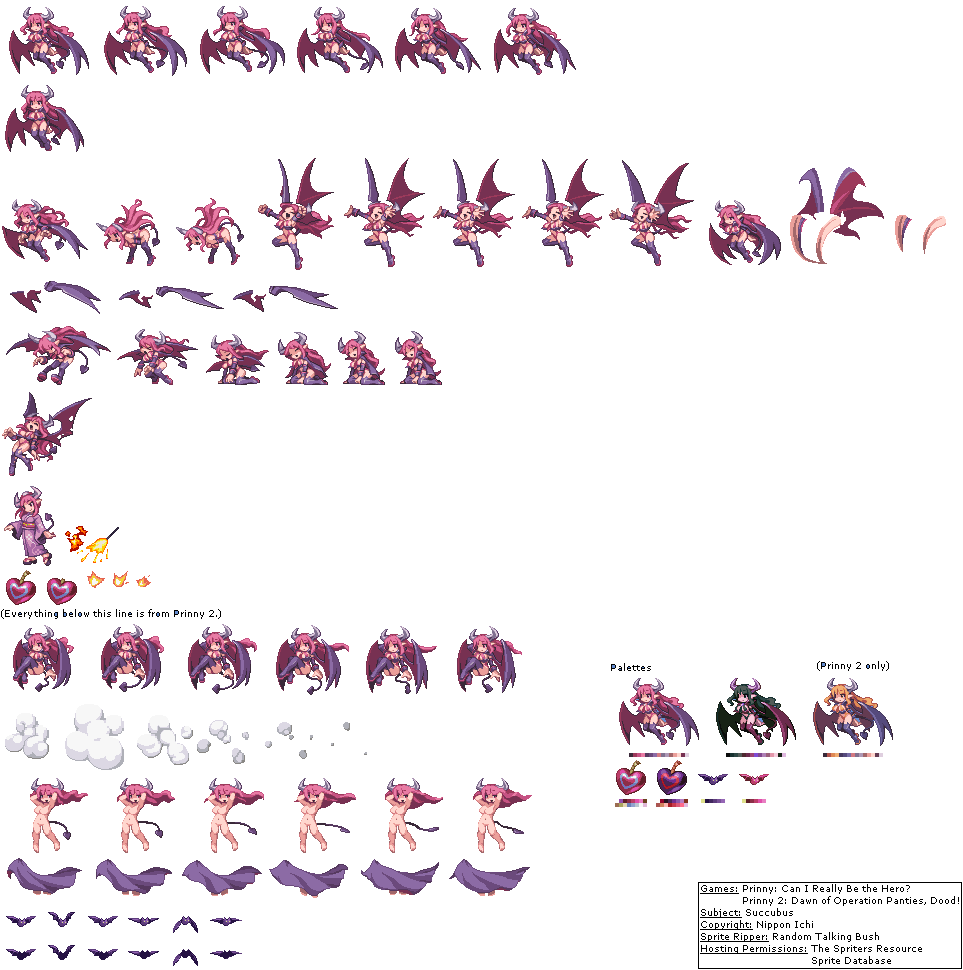 (Everything below this line is from Prinny 2.)
Palettes
(Prinny 2 only)
Games: Prinny: Can I Really Be the Hero?
Prinny 2: Dawn of Operation Panties, Dood!
Subject: Succubus
Copyright: Nippon Ichi
Sprite Ripper: Random Talking Bush
Hosting Permissions: The Spriters Resource
Sprite Database